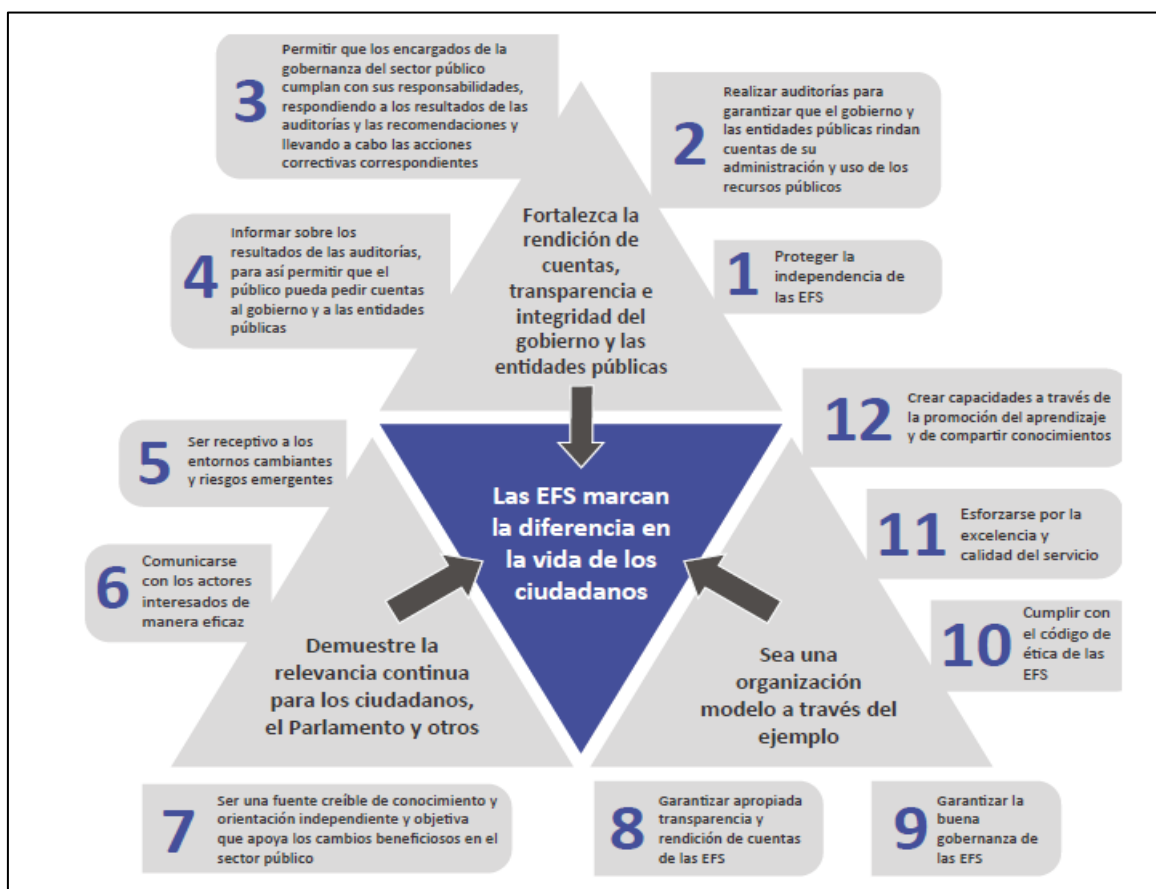 3
Permitir que los encargados de la
gobernanza del sector público
cumplan con sus responsabilidades,
respondiendo a los resultados de las
auditorías y las recomendaciones y
llevando a cabo las acciones
correctivas correspondientes
2
Realizar auditorías para
garantizar que el gobierno y
las entidades públicas rindan
cuentas de su
administración y uso de los
recursos públicos
4
Informar sobre los
resultados de las auditorías,
para así permitir que el
público pueda pedir cuentas
al gobierno y a las entidades
públicas
Fortalezca la
rendición de
cuentas,
transparencia e
integridad del
gobierno y las
entidades públicas
1
Proteger la
independencia de
las EFS
12
Crear capacidades a través de
la promoción del aprendizaje
y de compartir conocimientos
5
Ser receptivo a los
entornos cambiantes
y riesgos emergentes
Las EFS marcan
la diferencia en
la vida de los
ciudadanos
11
Esforzarse por la
excelencia y
calidad del servicio
6
Comunicarse
con los actores
interesados de
manera eficaz
10
Cumplir con
el código de
ética de las
EFS
Demuestre la
relevancia continua
para los ciudadanos,
el Parlamento y otros
Sea una
organización
modelo a través del
ejemplo
7
Ser una fuente creíble de conocimiento y
orientación independiente y objetiva
que apoya los cambios beneficiosos en el
sector público
8
Garantizar apropiada
transparencia y
rendición de cuentas
de las EFS
9
Garantizar la
buena
gobernanza de
las EFS